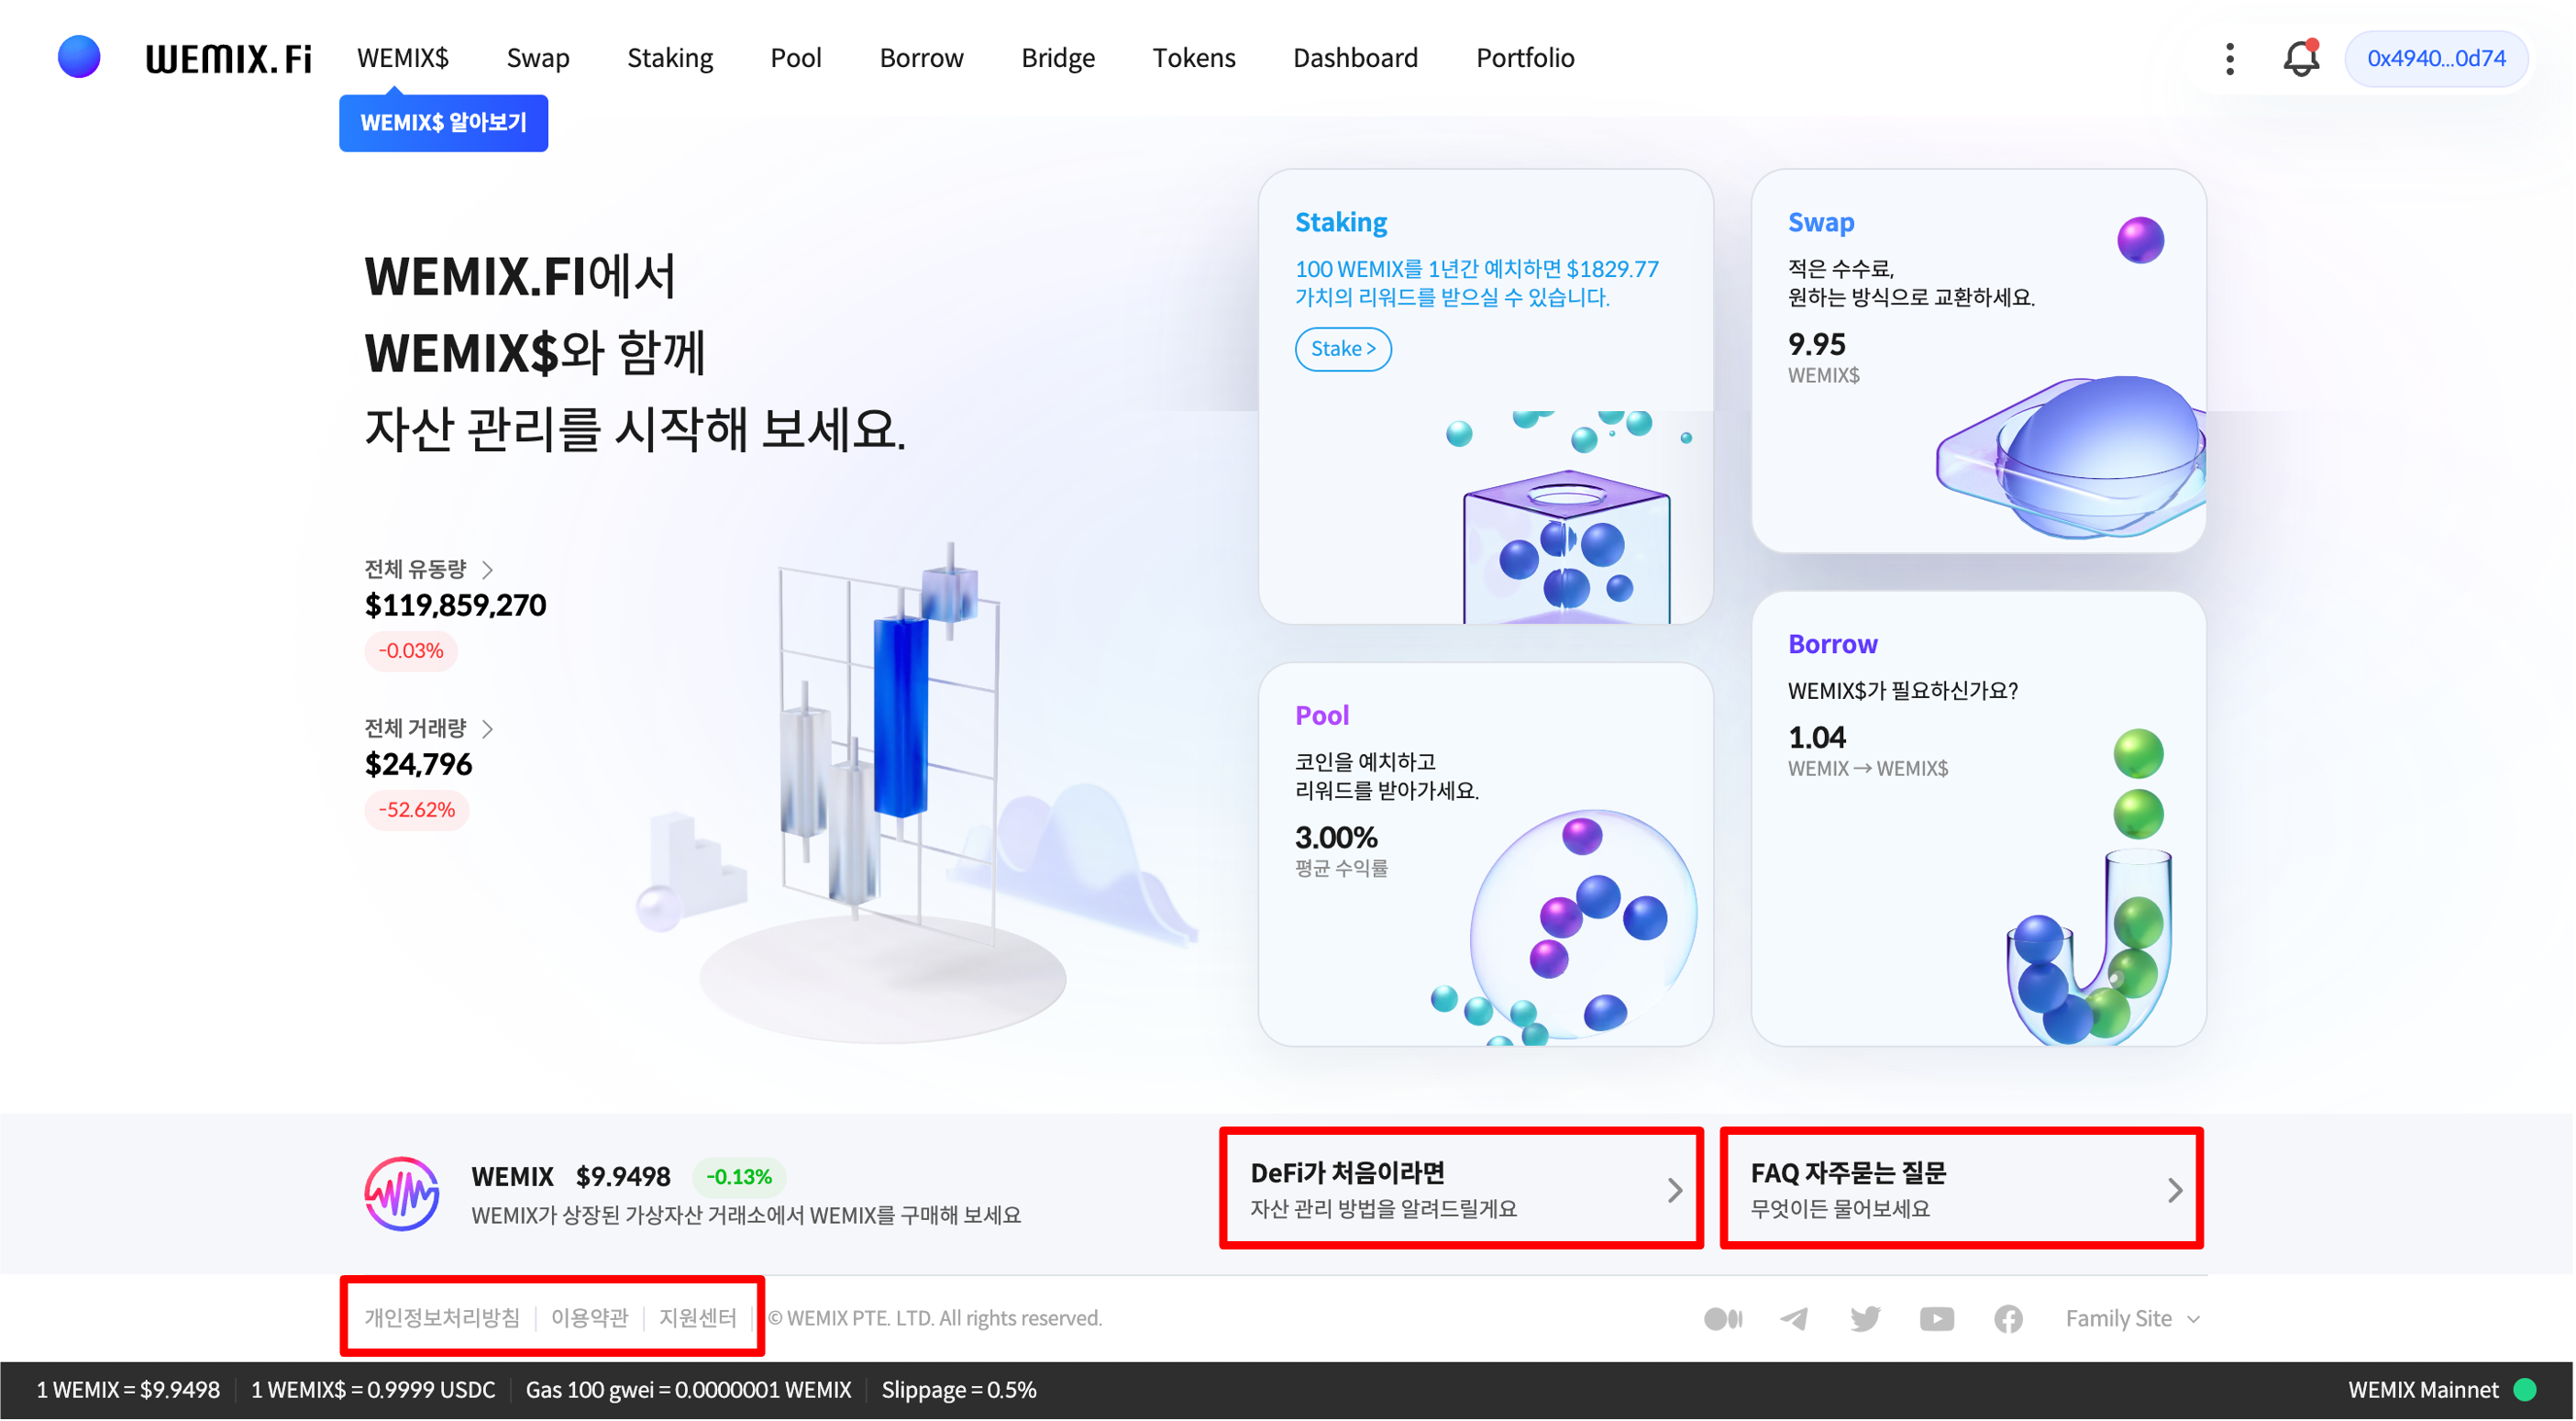 WEMIX.Fi
WEMIX$
Swap
Staking
Pool
Borrow
Bridge
Tokens
Dashboard
Portfolio
0x4940...0d74
WEMIX$ 알아보기
WEMIX.FI에서
WEMIX$와 함께
자산 관리를 시작해 보세요.
전체 유동량
$119,859,270
-0.03%
전체 거래량
$24,796
-52.62%
Staking
100 WEMIX를 1년간 예치하면 $1829.77
가치의 리워드를 받으실 수 있습니다.
Stake >
Swap
적은 수수료,
원하는 방식으로 교환하세요.
9.95
WEMIX$
Pool
코인을 예치하고
리워드를 받아가세요.
3.00%
평균 수익률
Borrow
WEMIX$가 필요하신가요?
1.04
WEMIX → WEMIX$
WEMIX $9.9498 -0.13%
WEMIX가 상장된 가상자산 거래소에서 WEMIX를 구매해 보세요
DeFi가 처음이라면
자산 관리 방법을 알려드릴게요
FAQ 자주묻는 질문
무엇이든 물어보세요
개인정보처리방침 | 이용약관 | 지원센터 | © WEMIX PTE. LTD. All rights reserved.
Family Site
1 WEMIX = $9.9498 | 1 WEMIX$ = 0.9999 USDC | Gas 100 gwei = 0.0000001 WEMIX | Slippage = 0.5%
WEMIX Mainnet